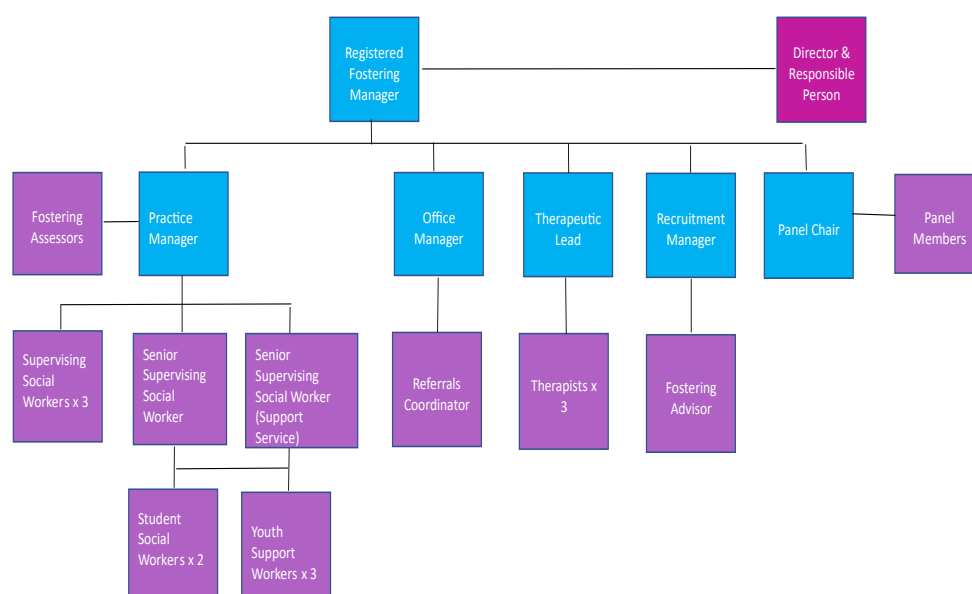 Registered
Fostering
Manager
Director &
Responsible
Person
Fostering
Assessors
Practice
Manager
Office
Manager
Therapeutic
Lead
Recruitment
Manager
Panel Chair
Panel
Members
Supervising
Social
Workers x 3
Senior
Supervising
Social
Worker
Senior
Supervising
Social Worker
(Support
Service)
Referrals
Coordinator
Therapists x
3
Fostering
Advisor
Student
Social
Workers x 2
Youth
Support
Workers x 3